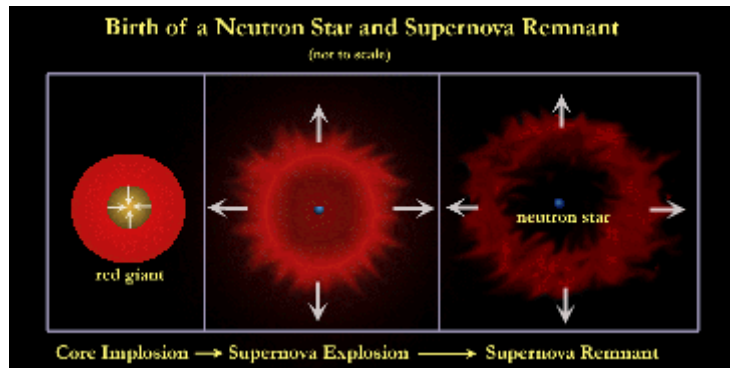 Birth of a Neutron Star and Supernova Remnant
(not to scale)
red giant
neutron star
Core Implosion → Supernova Explosion → Supernova Remnant